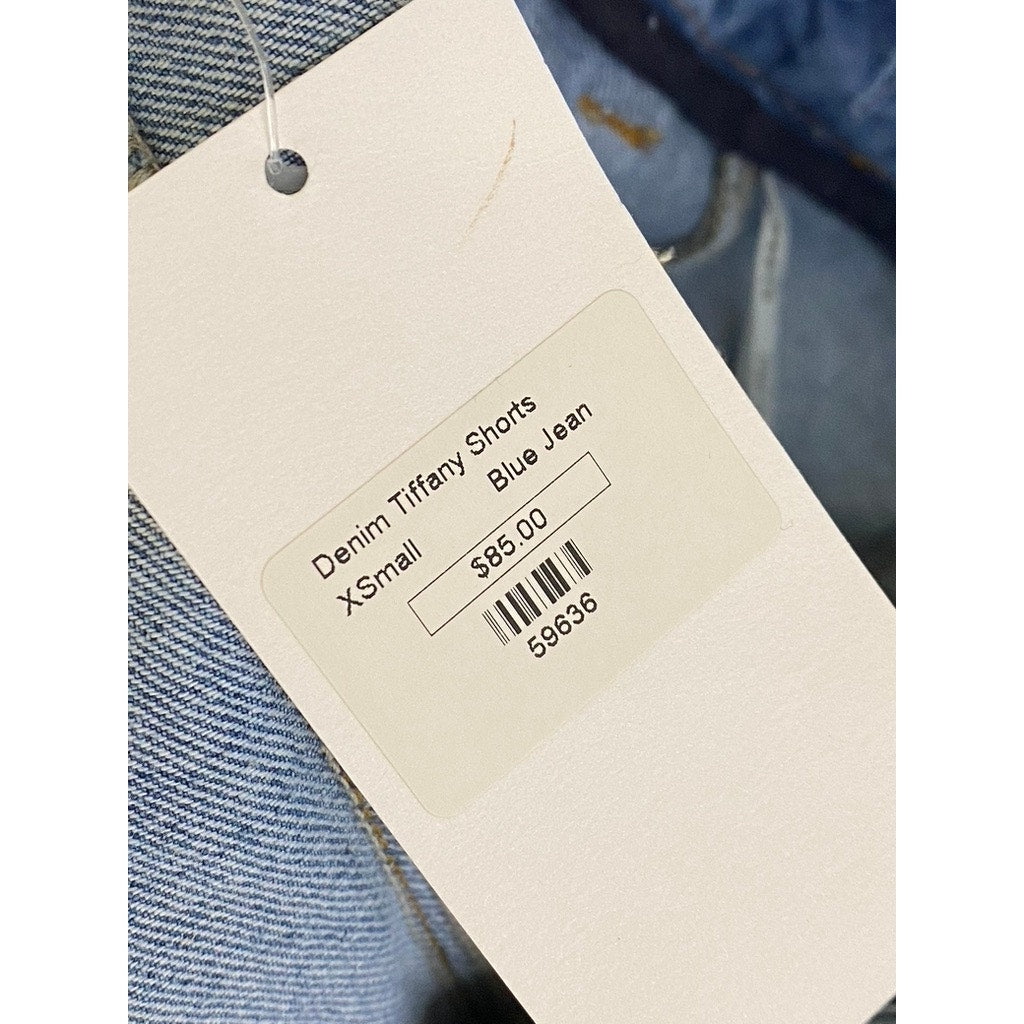 Denim Tiffany Shorts
XSmall Blue Jean
$85.00
59636